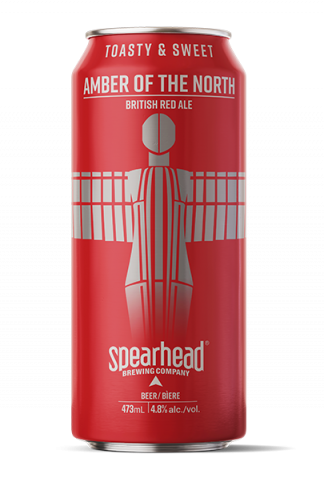 TOASTY & SWEET
AMBER OF THE NORTH
BRITISH RED ALE
spearhead®
BREWING COMPANY
BEER/BIÈRE
473mL | 4.8% alc./vol.